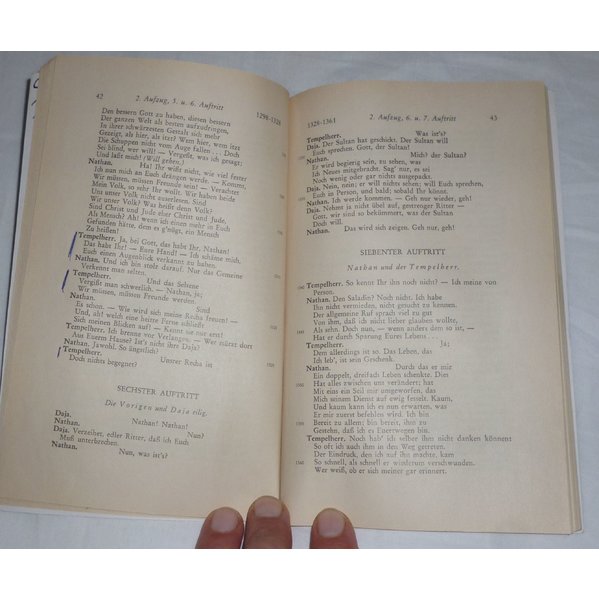 42
2. Aufzug, 5. u. 6. Auftritt
1298-1328
Den bessern Gott zu haben, diesen bessern
Der ganzen Welt als besten aufzudringen,
In ihrer schwärzesten Gestalt sich mehr
Gezeigt, als hier, als itzt? Wem hier, wem itzt
Die Schuppen nicht vom Auge fallen .. Doch
Sei blind, wer will! — Vergeßt, was ich gesagt;
Und laßt mich! (Will gehen.)
Nathan. Ha! Ihr wißt nicht, wie viel fester
Ich nun mich an Euch drängen werde. — Kommt,
Wir müssen, müssen Freunde sein! — Verachtet
Mein Volk, so sehr Ihr wollt. Wir haben beide
Uns unser Volk nicht auserlesen. Sind
Wir unser Volk? Was heißt denn Volk?
Sind Christ und Jude eher Christ und Jude,
Als Mensch? Ah! wenn ich einen mehr in Euch
Gefunden hätte, dem es g'nügt, ein Mensch
Zu heißen!
Tempelherr. Ja, bei Gott, das habt Ihr, Nathan!
Das habt Ihr! — Eure Hand! — Ich schäme mich,
Euch einen Augenblick verkannt zu haben.
Nathan. Und ich bin stolz darauf. Nur das Gemeine
Verkennt man selten.
Tempelherr. Und das Seltene
Vergißt man schwerlich. — Nathan, ja;
Wir müssen, müssen Freunde werden.
Nathan. Sind
Es schon. — Wie wird sich meine Recha freuen! —
Und, ah! welch eine heitre Ferne schließt
Sich meinen Blicken auf! — Kennt sie nur erst!
Tempelherr. Ich brenne vor Verlangen. — Wer stürzt dort
Aus Euerm Hause? Ist's nicht ihre Daja?
Nathan. Jawohl. So ängstlich?
Tempelherr. Unsrer Recha ist
Doch nichts begegnet?
SECHSTER AUFTRITT
Die Vorigen und Daja eilig.
Daja. Nathan! Nathan!
Nathan. Nun?
Daja. Verzeihet, edler Ritter, daß ich Euch
Muß unterbrechen.
Nathan. Nun, was ist's?
1328-1361
2. Aufzug, 6. u. 7. Auftritt
43
Tempelherr. Was ist's?
Daja. Der Sultan hat geschickt. Der Sultan will
Euch sprechen. Gott, der Sultan!
Nathan. Mich? der Sultan?
Er wird begierig sein, zu sehen, was
Ich Neues mitgebracht. Sag' nur, es sei
Noch wenig oder gar nichts ausgepackt.
Daja. Nein, nein; er will nichts sehen; will Euch sprechen,
Euch in Person, und bald; sobald Ihr könnt.
Nathan. Ich werde kommen. — Geh nur wieder, geh!
Daja. Nehmt ja nicht übel auf, gestrenger Ritter —
Gott, wir sind so bekümmert, was der Sultan
Doch will.
Nathan. Das wird sich zeigen. Geh nur, geh!
SIEBENTER AUFTRITT
Nathan und der Tempelherr.
1340 Tempelherr. So kennt Ihr ihn noch nicht? — Ich meine von
Person.
Nathan. Den Saladin? Noch nicht. Ich habe
Ihn nicht vermieden, nicht gesucht zu kennen.
Der allgemeine Ruf sprach viel zu gut
Von ihm, daß ich nicht lieber glauben wollte,
Als sehn. Doch nun, — wenn anders dem so ist, —
Hat er durch Sparung Eures Lebens..
Tempelherr. Ja;
Dem allerdings ist so. Das Leben, das
Ich leb', ist sein Geschenk.
Nathan. Durch das er mir
Ein doppelt, dreifach Leben schenkte. Dies
1350 Hat alles zwischen uns verändert; hat
Mit eins ein Seil mir umgeworfen, das
Mich seinem Dienst auf ewig fesselt. Kaum,
Und kaum kann ich es nun erwarten, was
Er mir zuerst befehlen wird. Ich bin
Bereit zu allem; bin bereit ihm zu
Gestehn, daß ich es Euertwegen bin.
Tempelherr. Noch hab' ich selber ihm nicht danken können!
So oft ich auch ihm in den Weg getreten.
Der Eindruck, den ich auf ihn machte, kam
1360 So schnell, als schnell er wiederum verschwunden.
Wer weiß, ob er sich meiner gar erinnert.